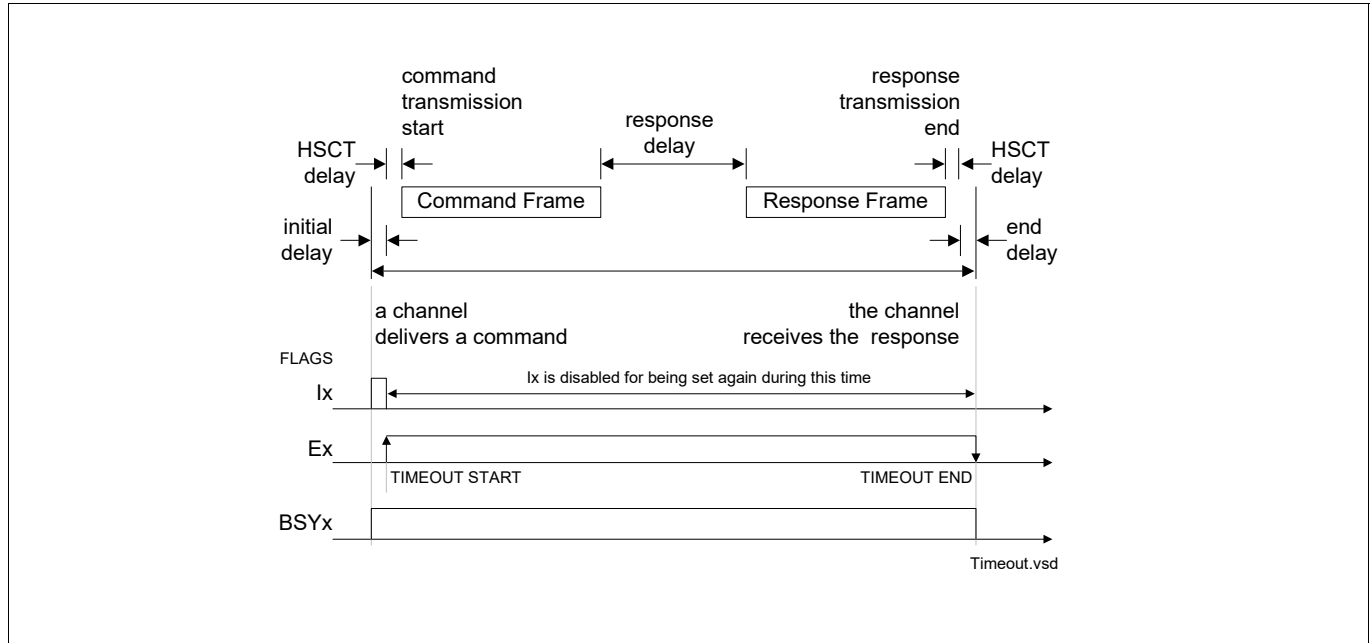 command
transmission
start
response
transmission
end
response
delay
HSCT
delay
HSCT
delay
Command Frame
Response Frame
initial
delay
end
delay
a channel
delivers a command
the channel
receives the response
FLAGS
Ix
Ix is disabled for being set again during this time
Ex
TIMEOUT START
TIMEOUT END
BSYx
Timeout.vsd